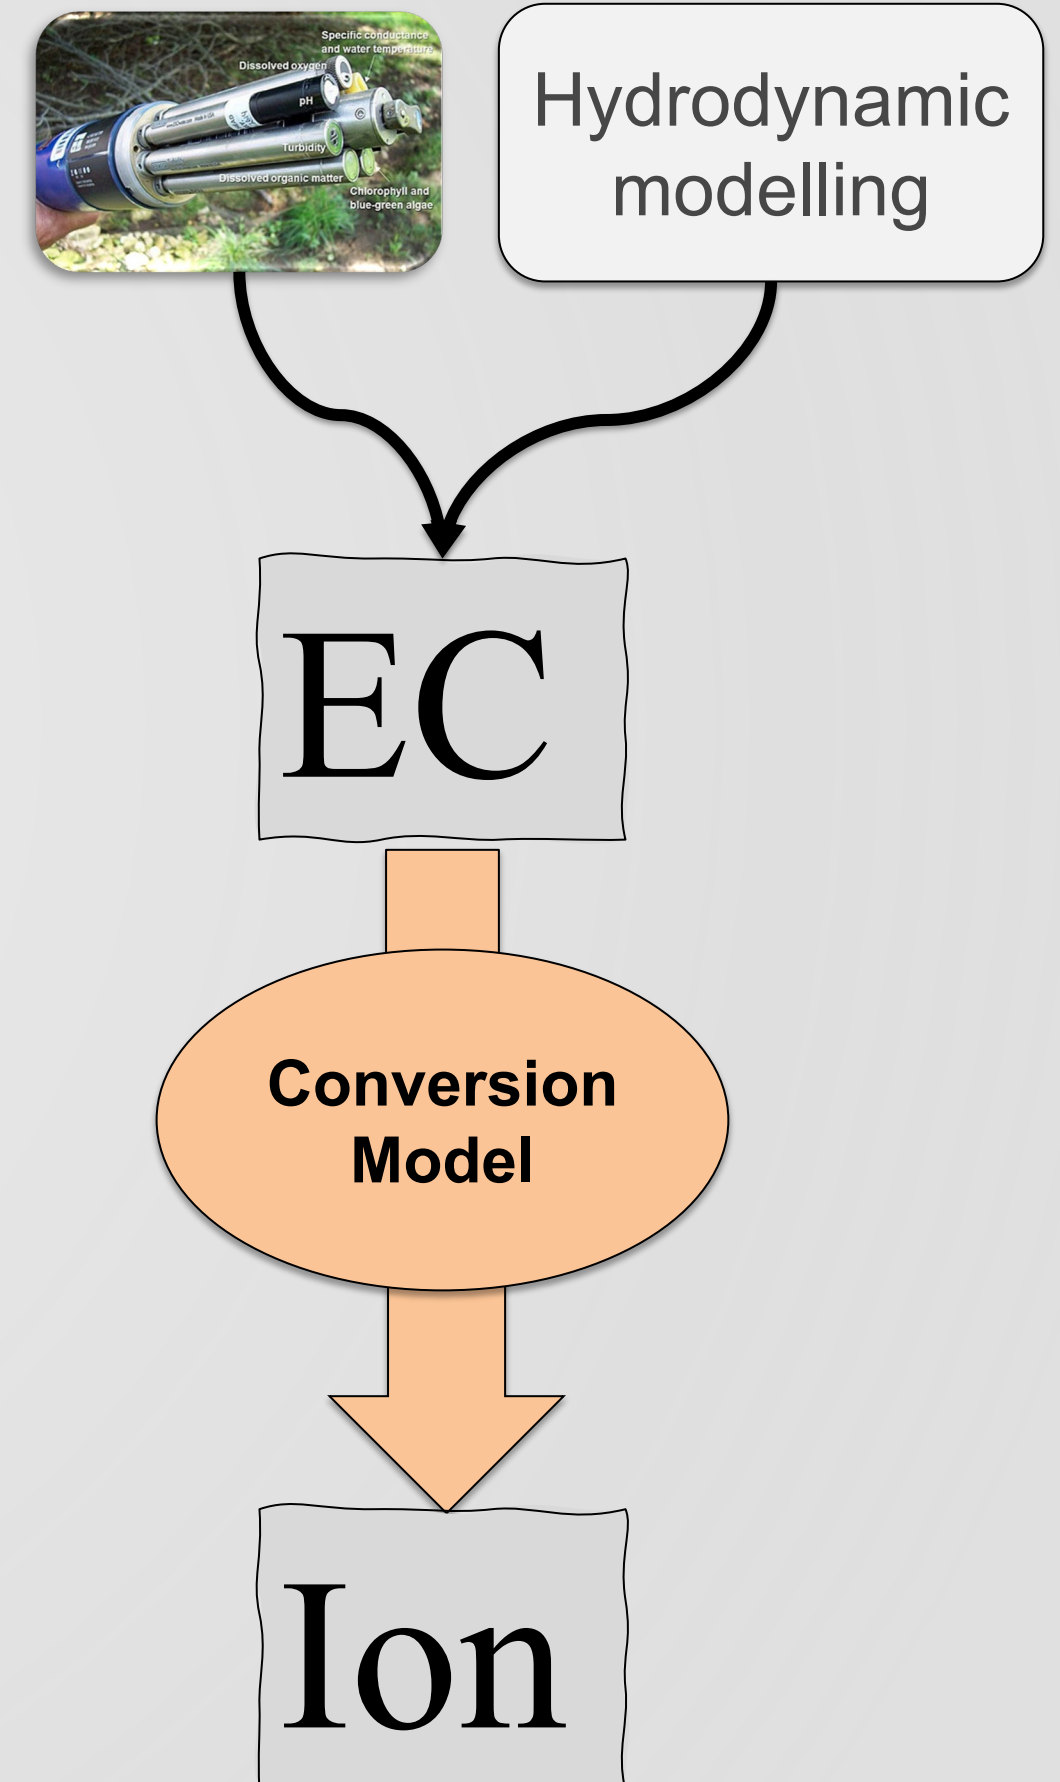 Specific conductance
and water temperature
Dissolved oxygen
pH
Turbidity
Dissolved organic matter
Chlorophyll and
blue-green algae
Hydrodynamic
modelling
EC
Conversion
Model
Ion